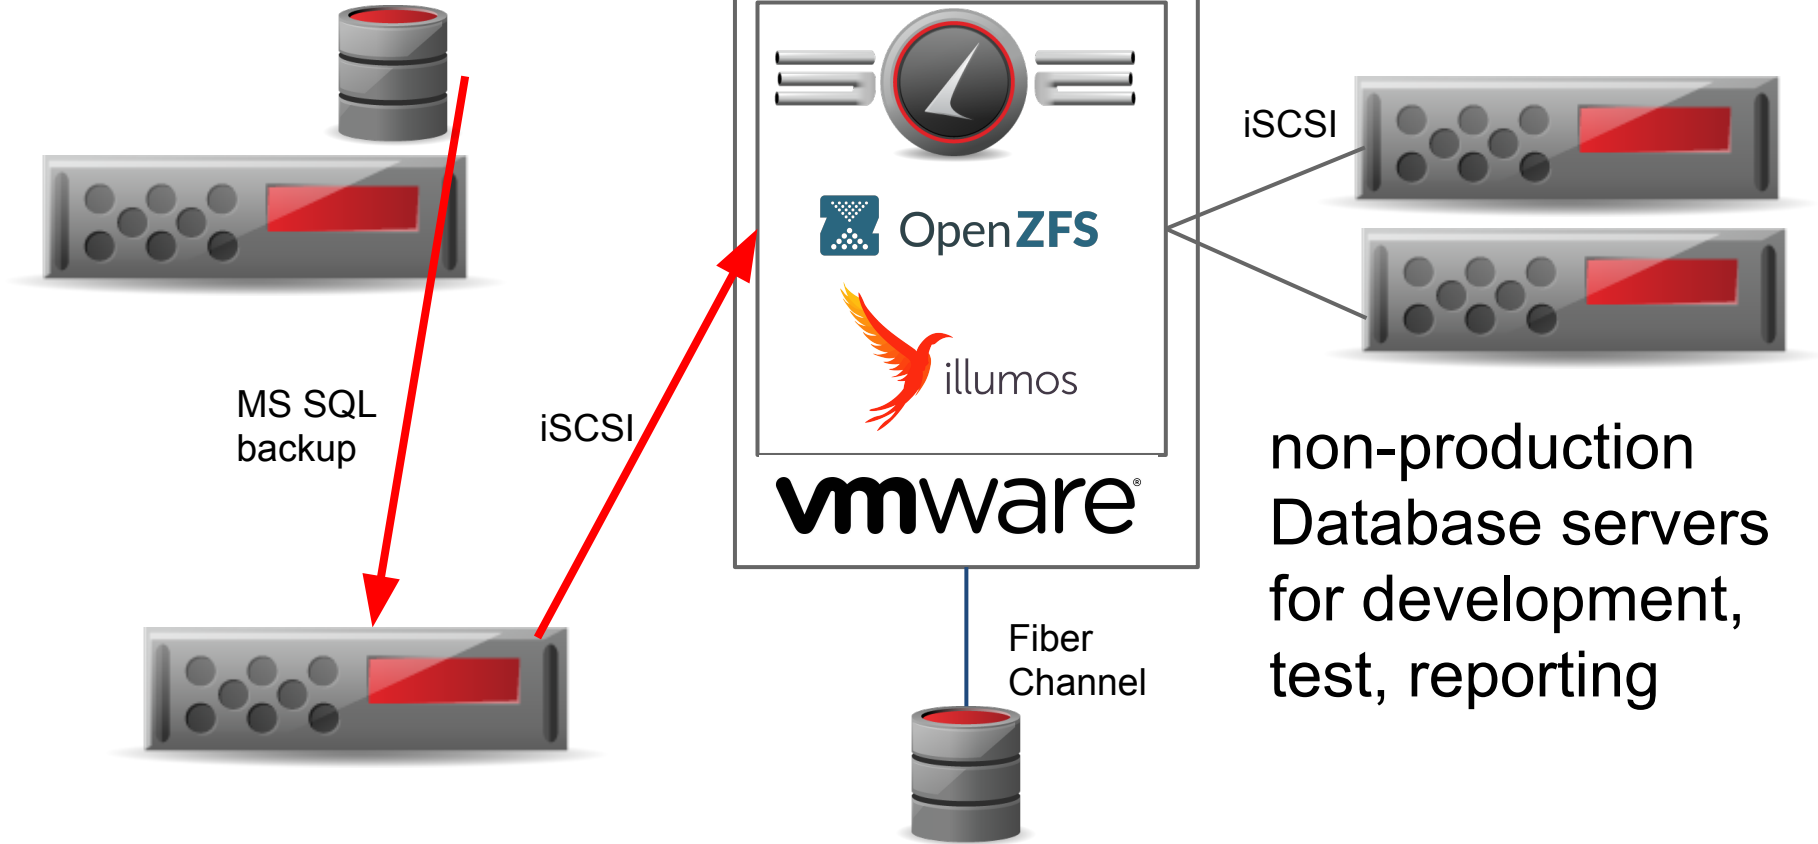 iSCSI
OpenZFS
illumos
MS SQL
backup
iSCSI
vmware®
non-production
Database servers
for development,
test, reporting
Fiber
Channel